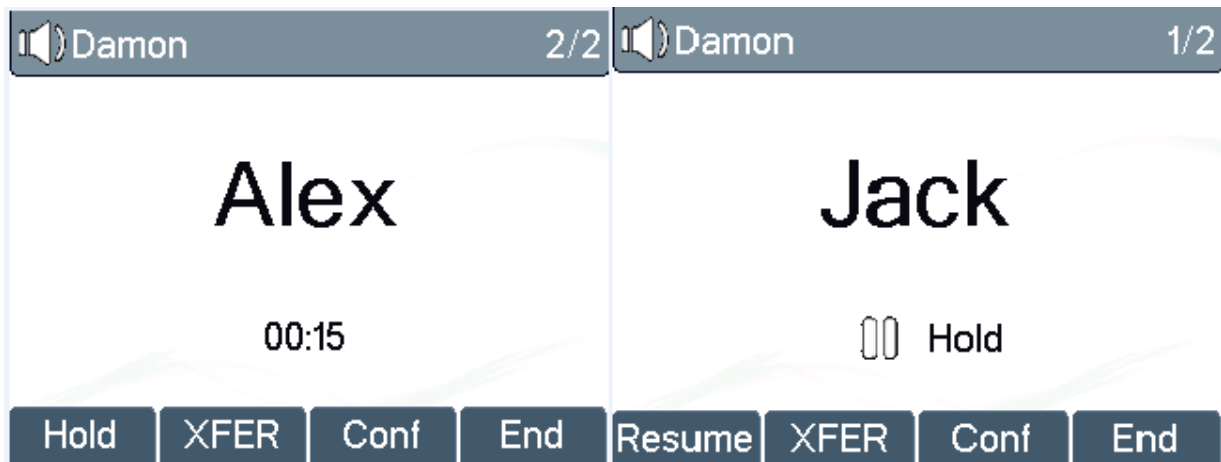 Damon 2/2
Alex
00:15
Hold XFER Conf End
Damon 1/2
Jack
Hold
Resume XFER Conf End